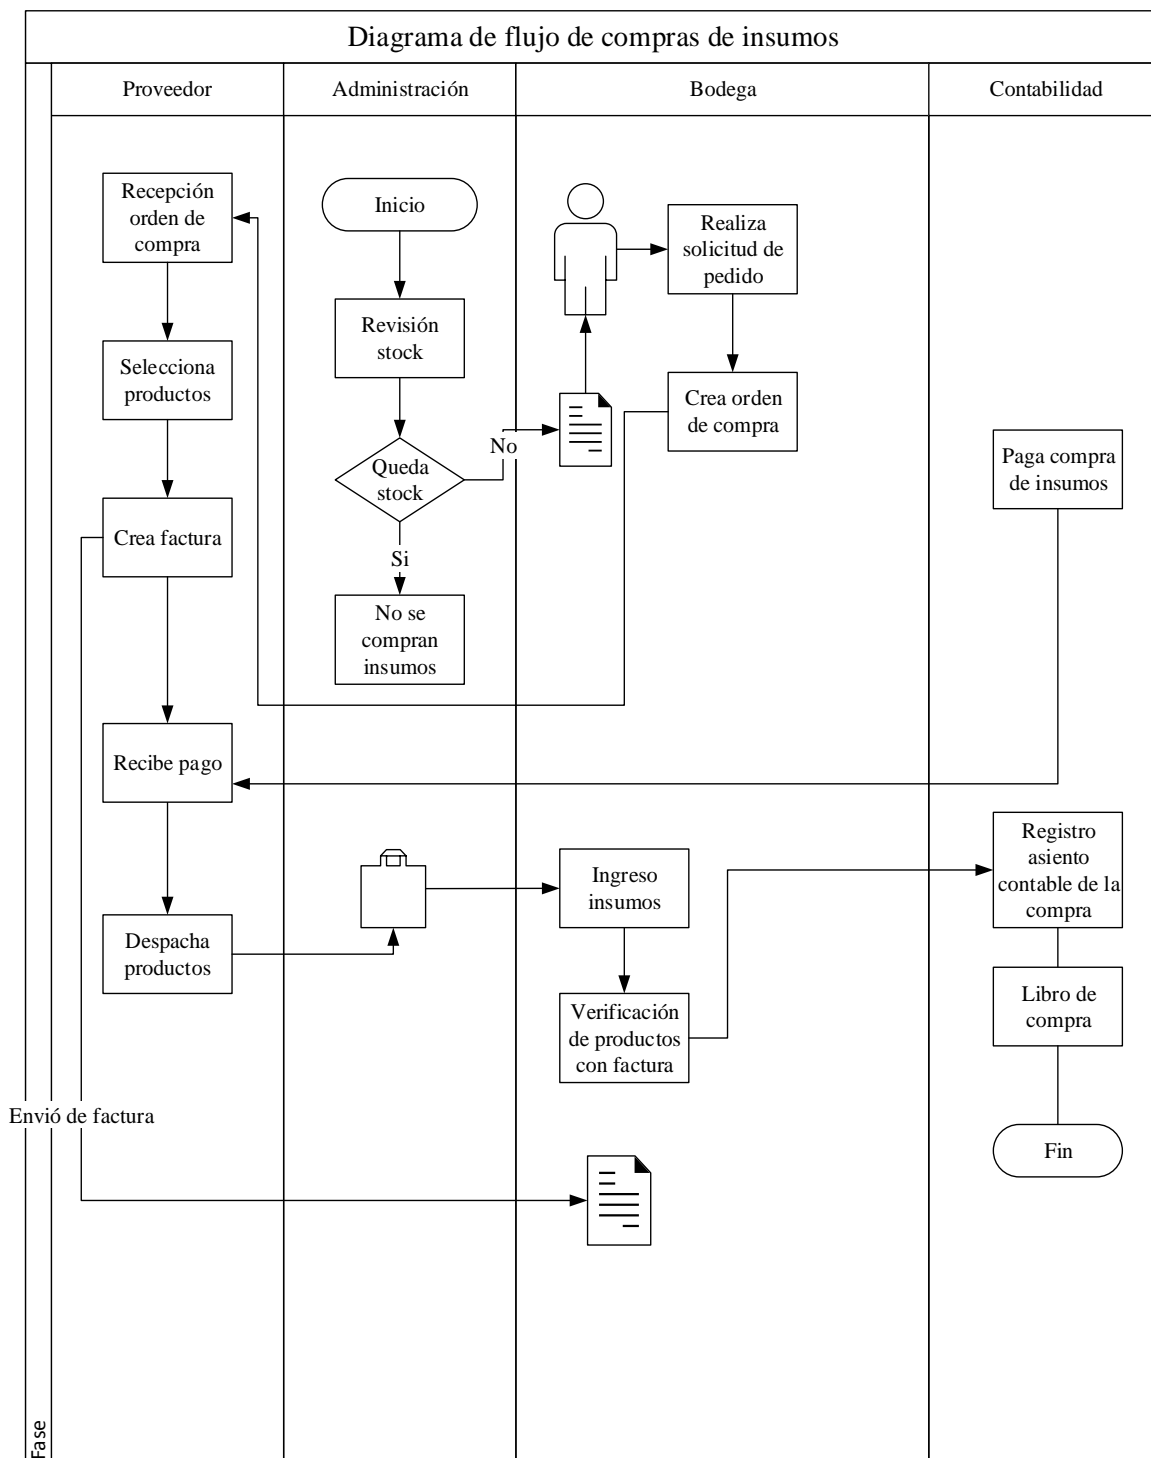 Diagrama de flujo de compras de insumos
Proveedor
Administración
Bodega
Contabilidad
Recepción
orden de
compra
Selecciona
productos
Crea factura
Recibe pago
Despacha
productos
Envió de factura
Inicio
Revisión
stock
Queda
stock
No
Si
No se
compran
insumos
Realiza
solicitud de
pedido
Crea orden
de compra
Ingreso
insumos
Verificación
de productos
con factura
Paga compra
de insumos
Registro
asiento
contable de la
compra
Libro de
compra
Fin
Fase